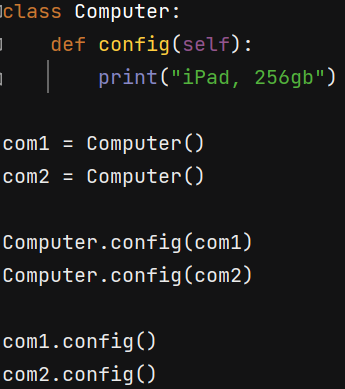 class Computer:
    def config(self):
        print("iPad, 256gb")
com1 = Computer()
com2 = Computer()
Computer.config(com1)
Computer.config(com2)
com1.config()
com2.config()